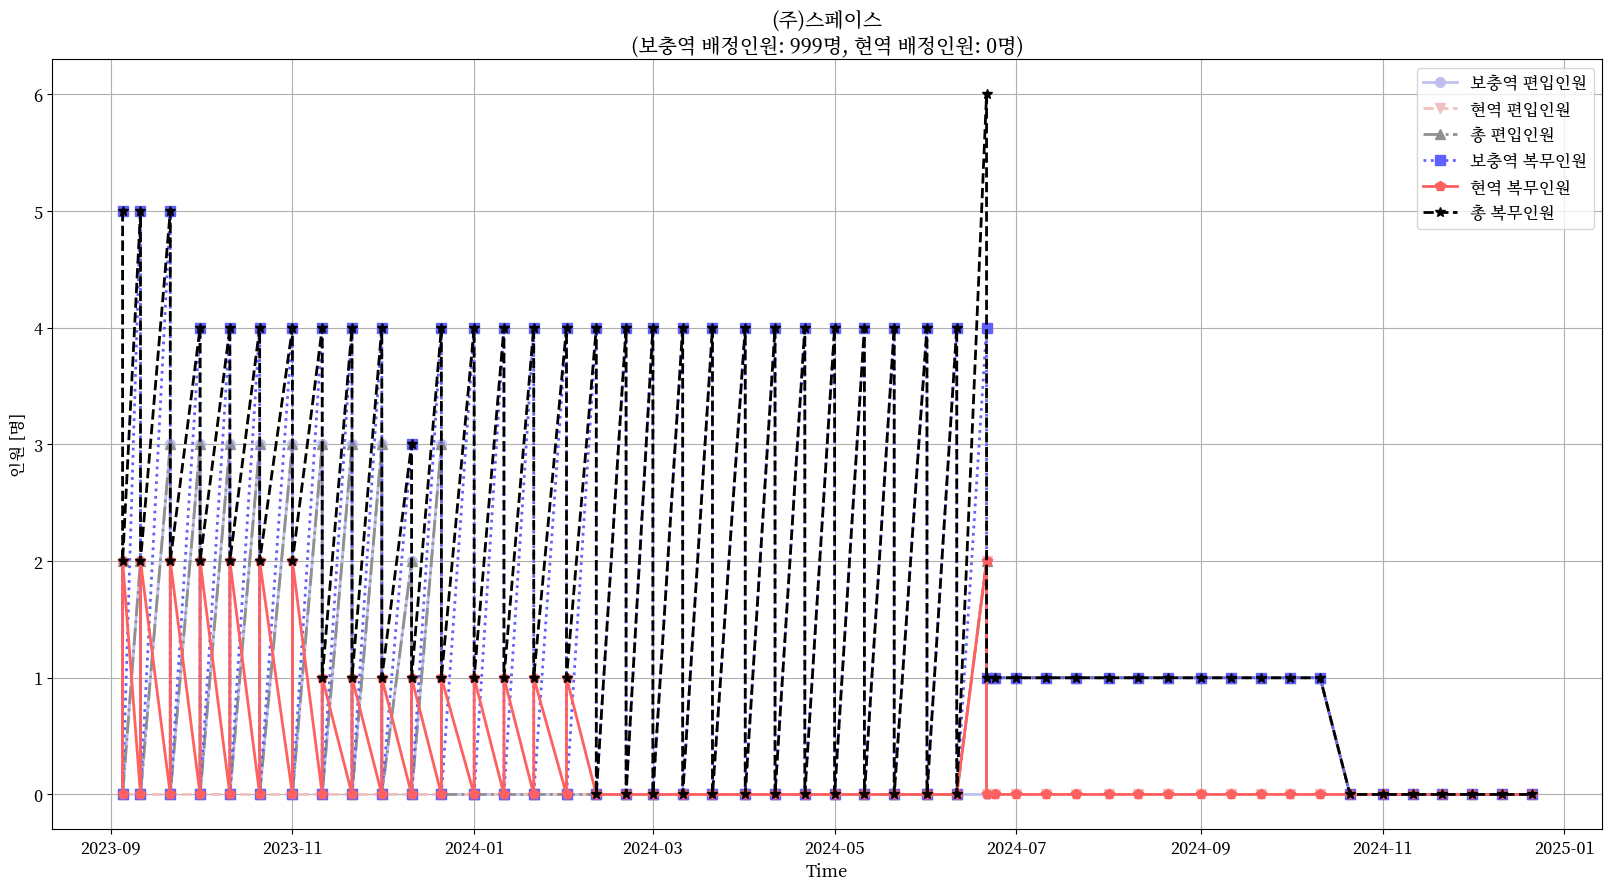 (주)스페이스
(보충역 배정인원: 999명, 현역 배정인원: 0명)
보충역 편입인원
현역 편입인원
총 편입인원
보충역 복무인원
현역 복무인원
총 복무인원
인원 [명]
6
5
4
3
2
1
0
2023-09 2023-11 2024-01 2024-03 2024-05 2024-07 2024-09 2024-11 2025-01
Time